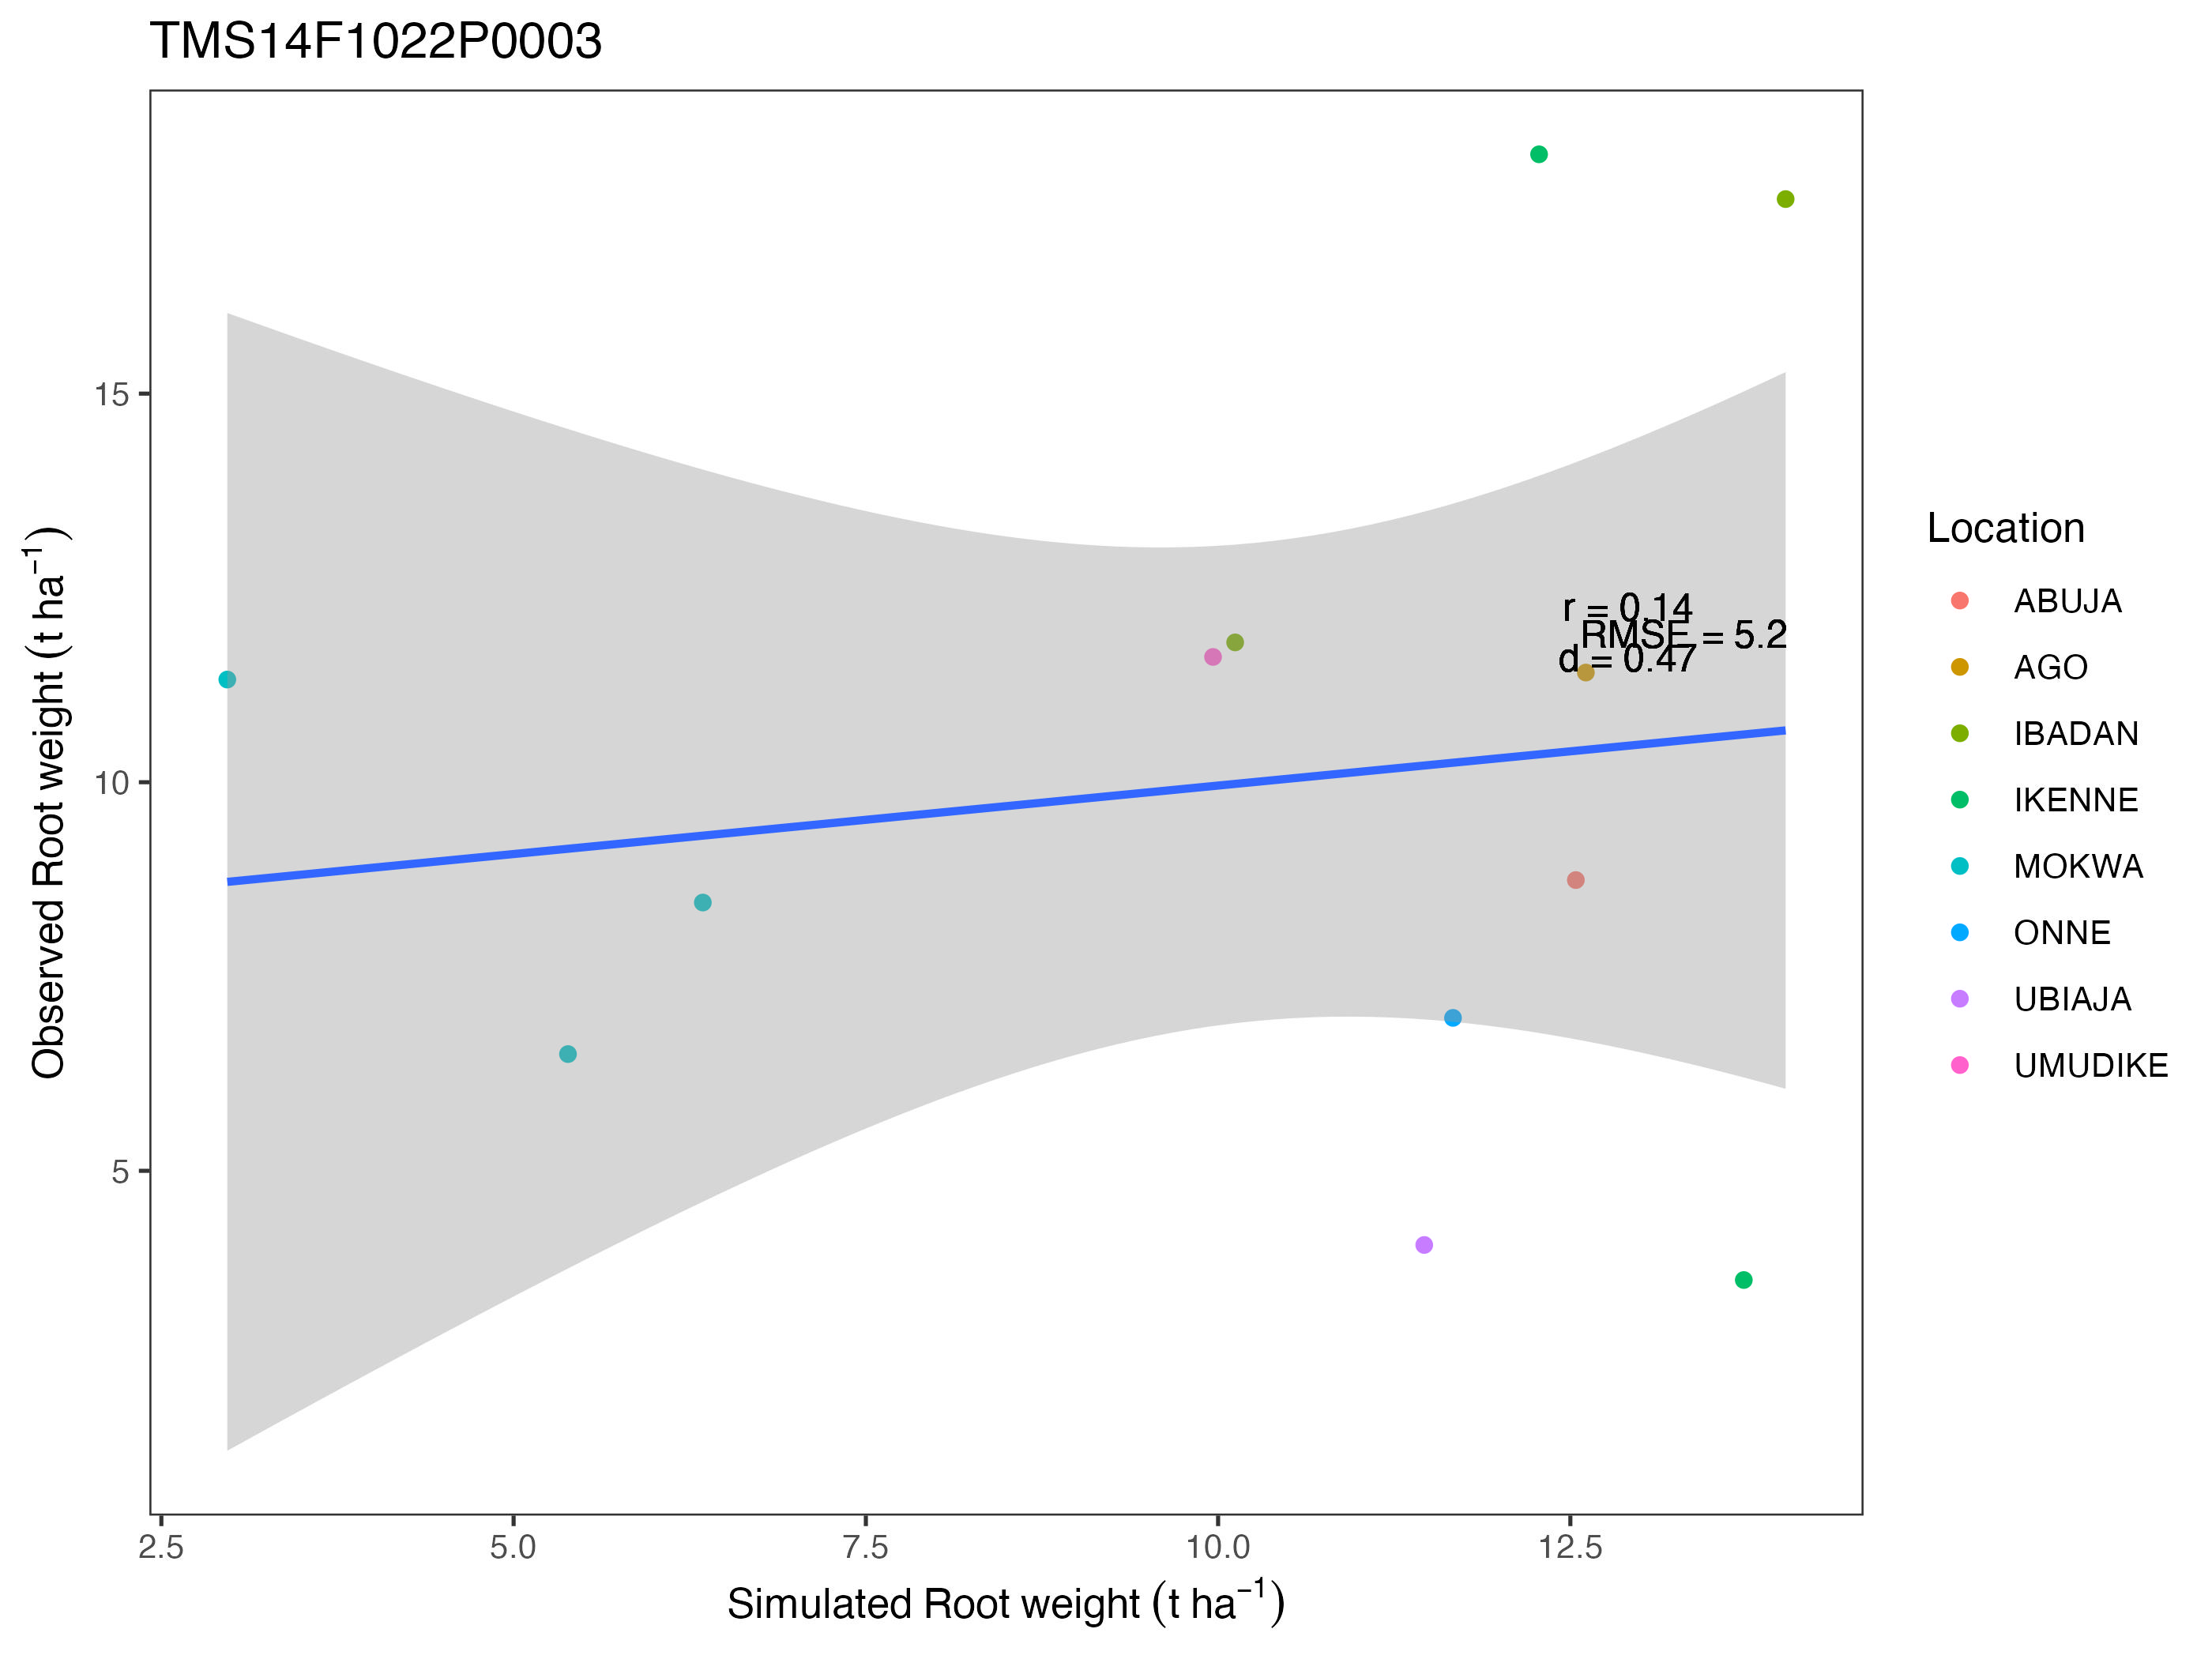 TMS14F1022P0003
Observed Root weight (t ha⁻¹)
15
10
5
r = 0.14
RMSE = 5.2
d = 0.47
2.5 5.0 7.5 10.0 12.5
Simulated Root weight (t ha⁻¹)
Location
ABUJA
AGO
IBADAN
IKENNE
MOKWA
ONNE
UBIAJA
UMUDIKE